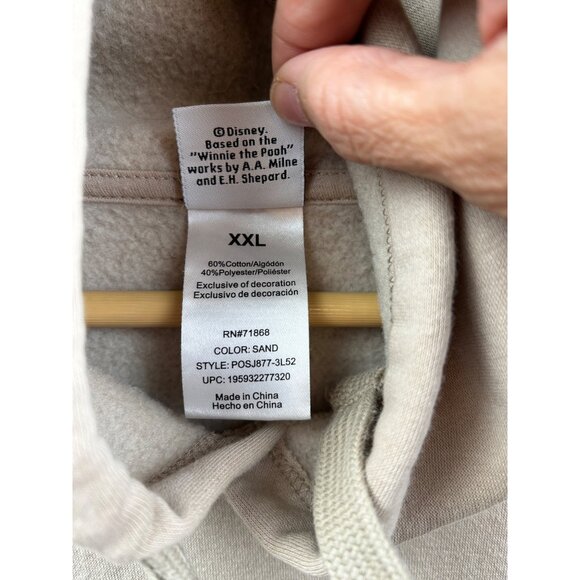 ©Disney.
Based on the
"Winnie the Pooh"
works by A.A. Milne
and E.H. Shepard.
XXL
60%Cotton/Algodón
40%Polyester/Poliéster
Exclusive of decoration
Exclusivo de decoración
RN#71868
COLOR: SAND
STYLE: POSJ877-3L52
UPC: 195932277320
Made in China
Hecho en China